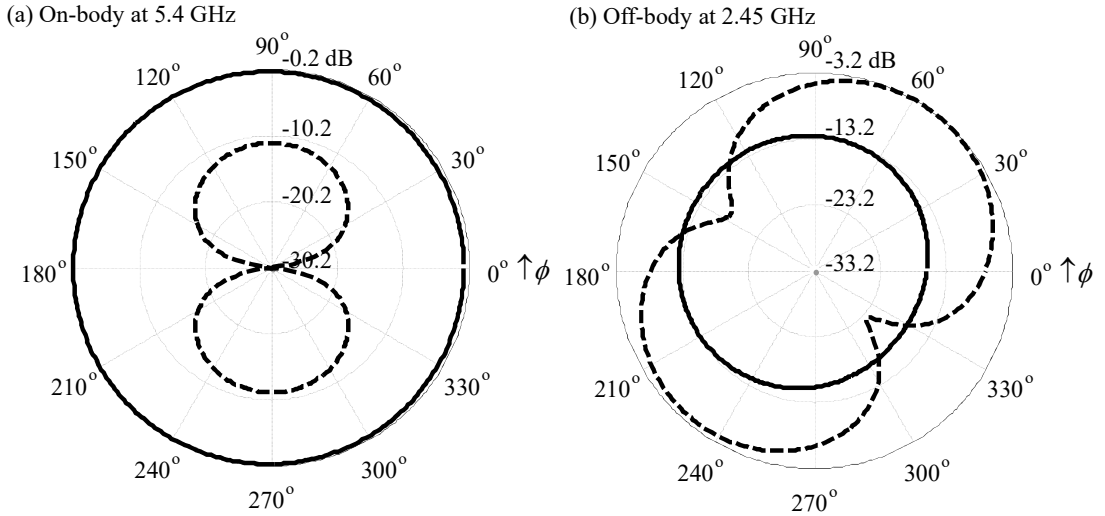 (a) On-body at 5.4 GHz
90° -0.2 dB
120° 60°
-10.2
150° 30°
-20.2
180° -30.2 0° ↑ϕ
210° 330°
240° 300°
270°
(b) Off-body at 2.45 GHz
90° -3.2 dB
120° 60°
-13.2
150° 30°
-23.2
180° -33.2 0° ↑ϕ
210° 330°
240° 300°
270°